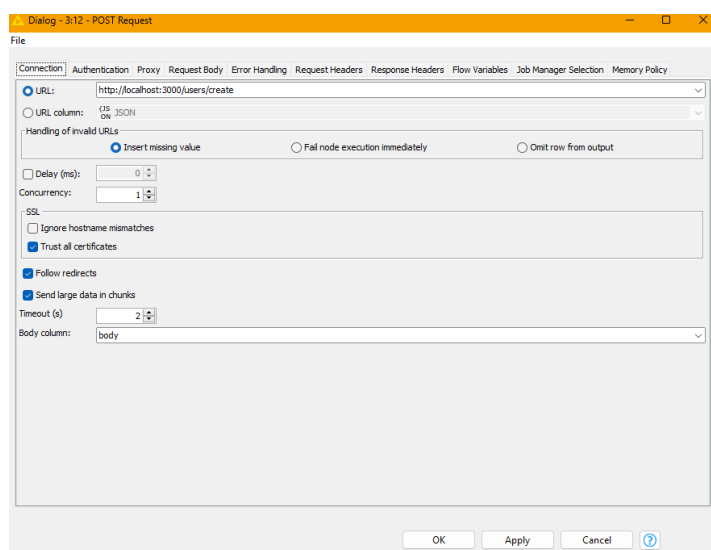 Dialog - 3:12 - POST Request
File
Connection Authentication Proxy Request Body Error Handling Request Headers Response Headers Flow Variables Job Manager Selection Memory Policy
URL: http://localhost:3000/users/create
URL column: {JS ON JSON
Handling of invalid URLs
Insert missing value Fail node execution immediately Omit row from output
Delay (ms): 0
Concurrency: 1
SSL
Ignore hostname mismatches
Trust all certificates
Follow redirects
Send large data in chunks
Timeout (s) 2
Body column: body
OK Apply Cancel ?